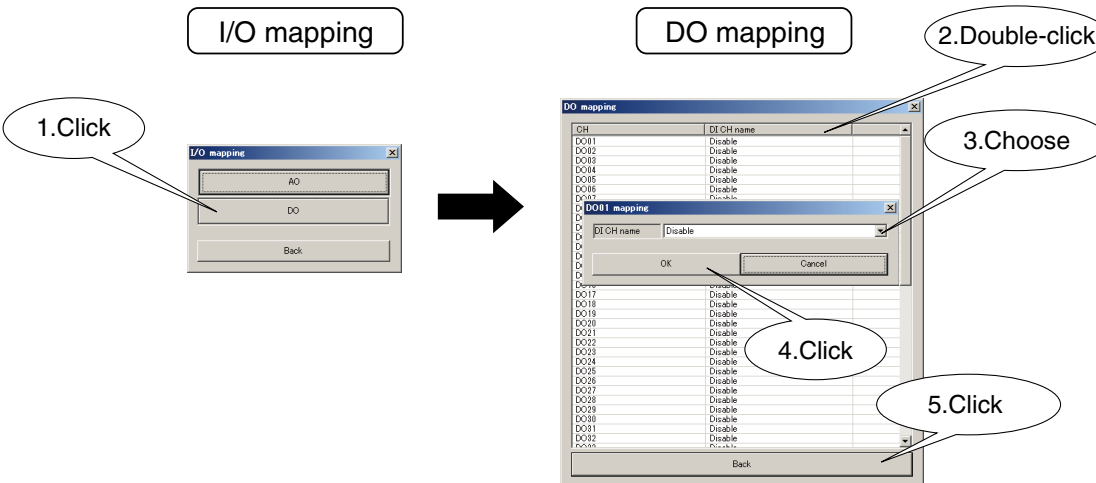 I/O mapping
DO mapping
2.Double-click
1.Click
3.Choose
I/O mapping
AO
DO
Back
DO mapping
CH DI CH name
DO01 Disable
DO02 Disable
DO03 Disable
DO04 Disable
DO05 Disable
DO06 Disable
DO01 mapping
DI CH name Disable
OK Cancel
DO17 Disable
DO18 Disable
DO19 Disable
DO20 Disable
DO21 Disable
DO22 Disable
DO23 Disable
DO24 Disable
DO25 Disable
DO26 Disable
DO27 Disable
DO28 Disable
DO29 Disable
DO30 Disable
DO31 Disable
DO32 Disable
4.Click
5.Click
Back